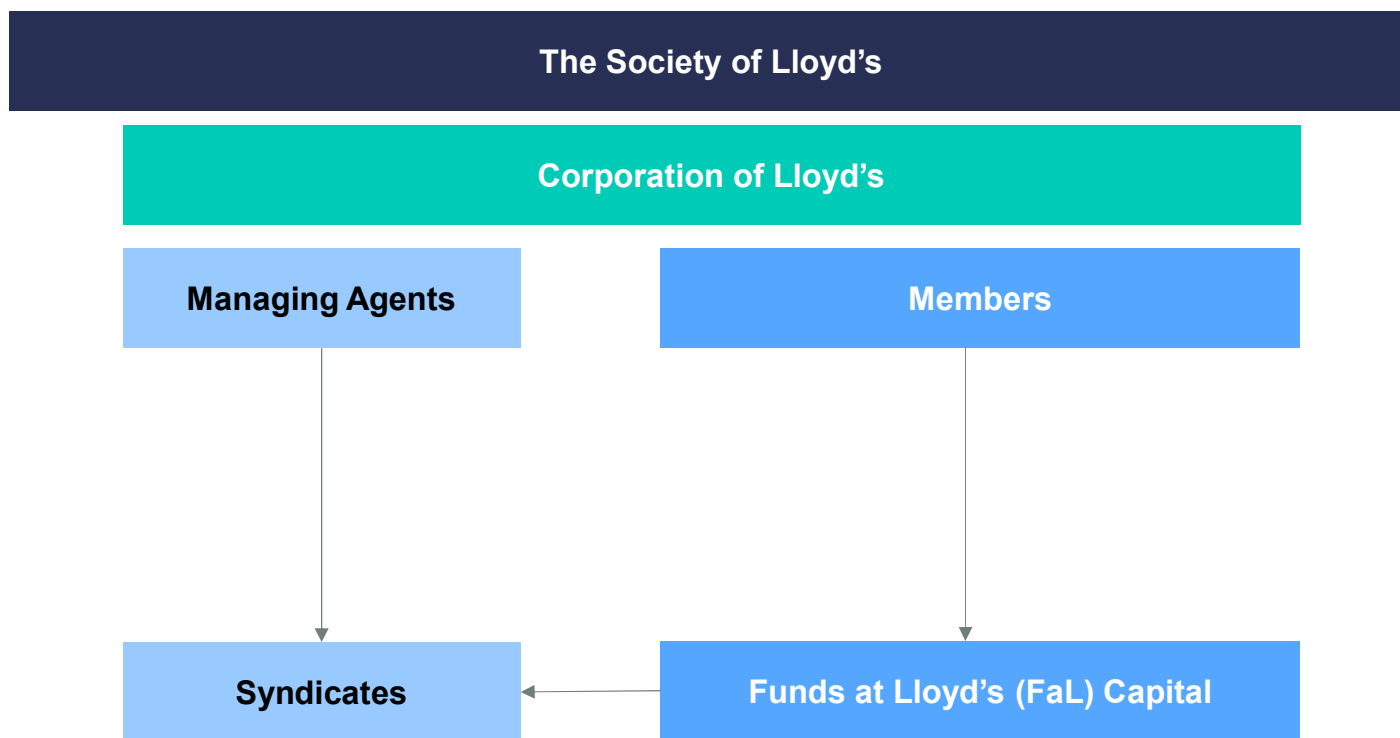 The Society of Lloyd’s
Corporation of Lloyd’s
Managing Agents
Members
Syndicates
Funds at Lloyd’s (FaL) Capital